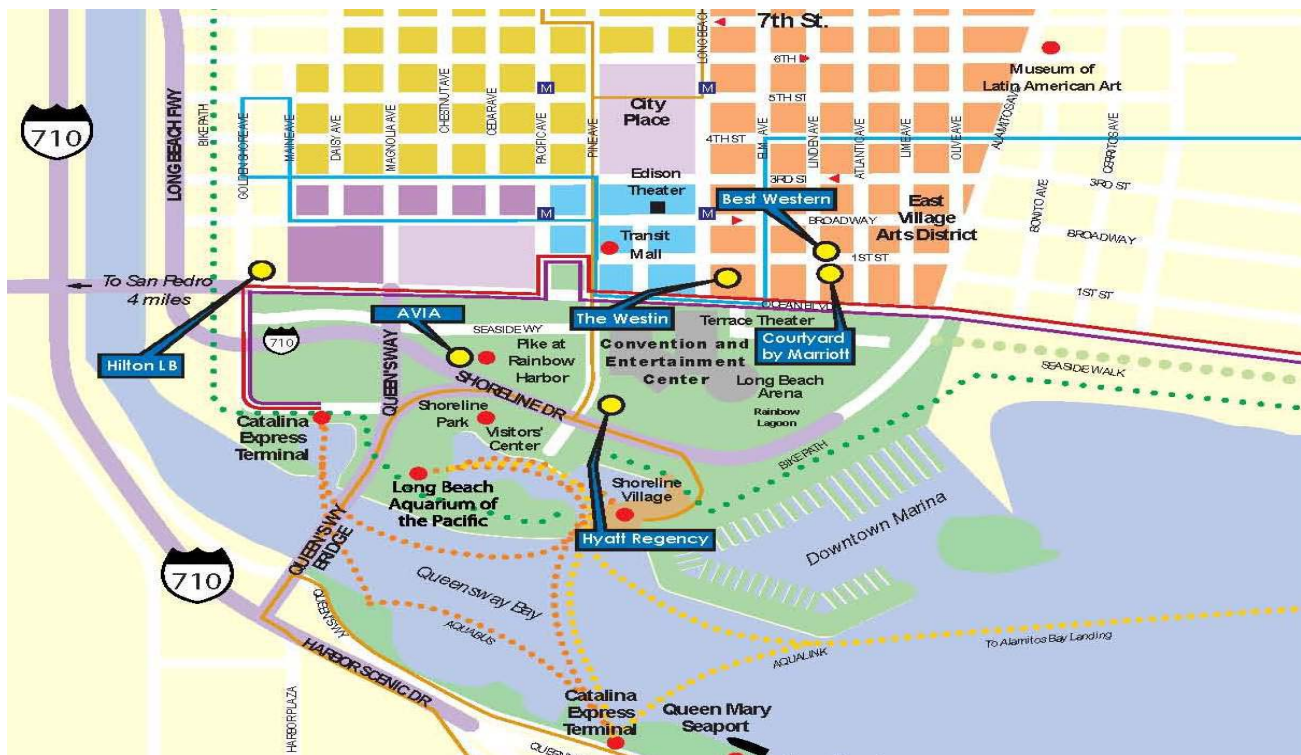 7th St.
LONG BEACH
6TH
Museum of
Latin American Art
710
LONG BEACH FWY
BIKE PATH
GOLDEN SHORE AVE
MAINE AVE
DAISY AVE
MAGNOLIA AVE
CHESTNUT AVE
CEDAR AVE
PACIFIC AVE
PINE AVE
M
M
City
Place
5TH ST
4TH ST
ELM AVE
LINDEN AVE
ATLANTIC AVE
LIME AVE
OLIVE AVE
ALAMITOS AVE
CERRITOS AVE
BONITO AVE
3RD ST
3RD ST
Edison
Theater
Best Western
East
Village
Arts District
M
M
BROADWAY
BROADWAY
Transit
Mall
1ST ST
1ST ST
To San Pedro
4 miles
AVIA
The Westin
OCEAN BLVD
Terrace Theater
Courtyard
by Marriott
SEASIDE WY
710
Hilton LB
QUEENSWAY
Pike at
Rainbow
Harbor
Convention and
Entertainment
Center
Long Beach
Arena
Rainbow
Lagoon
SEASIDE WALK
SHORELINE DR
Catalina
Express
Terminal
Shoreline
Park
Visitors'
Center
BIKE PATH
Long Beach
Aquarium of
the Pacific
Shoreline
Village
Hyatt Regency
Downtown Marina
710
QUEENS WY
BRIDGE
QUEENS WY
Queensway Bay
AQUABUS
AQUALINK
To Alamitos Bay Landing
HARBOR SCENIC DR
HARBOR PLAZA
Catalina
Express
Terminal
Queen Mary
Seaport